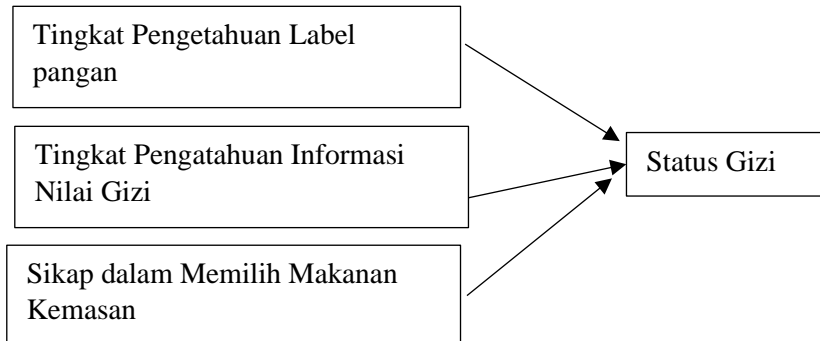 Tingkat Pengetahuan Label
pangan
Tingkat Pengatahuan Informasi
Nilai Gizi
Status Gizi
Sikap dalam Memilih Makanan
Kemasan